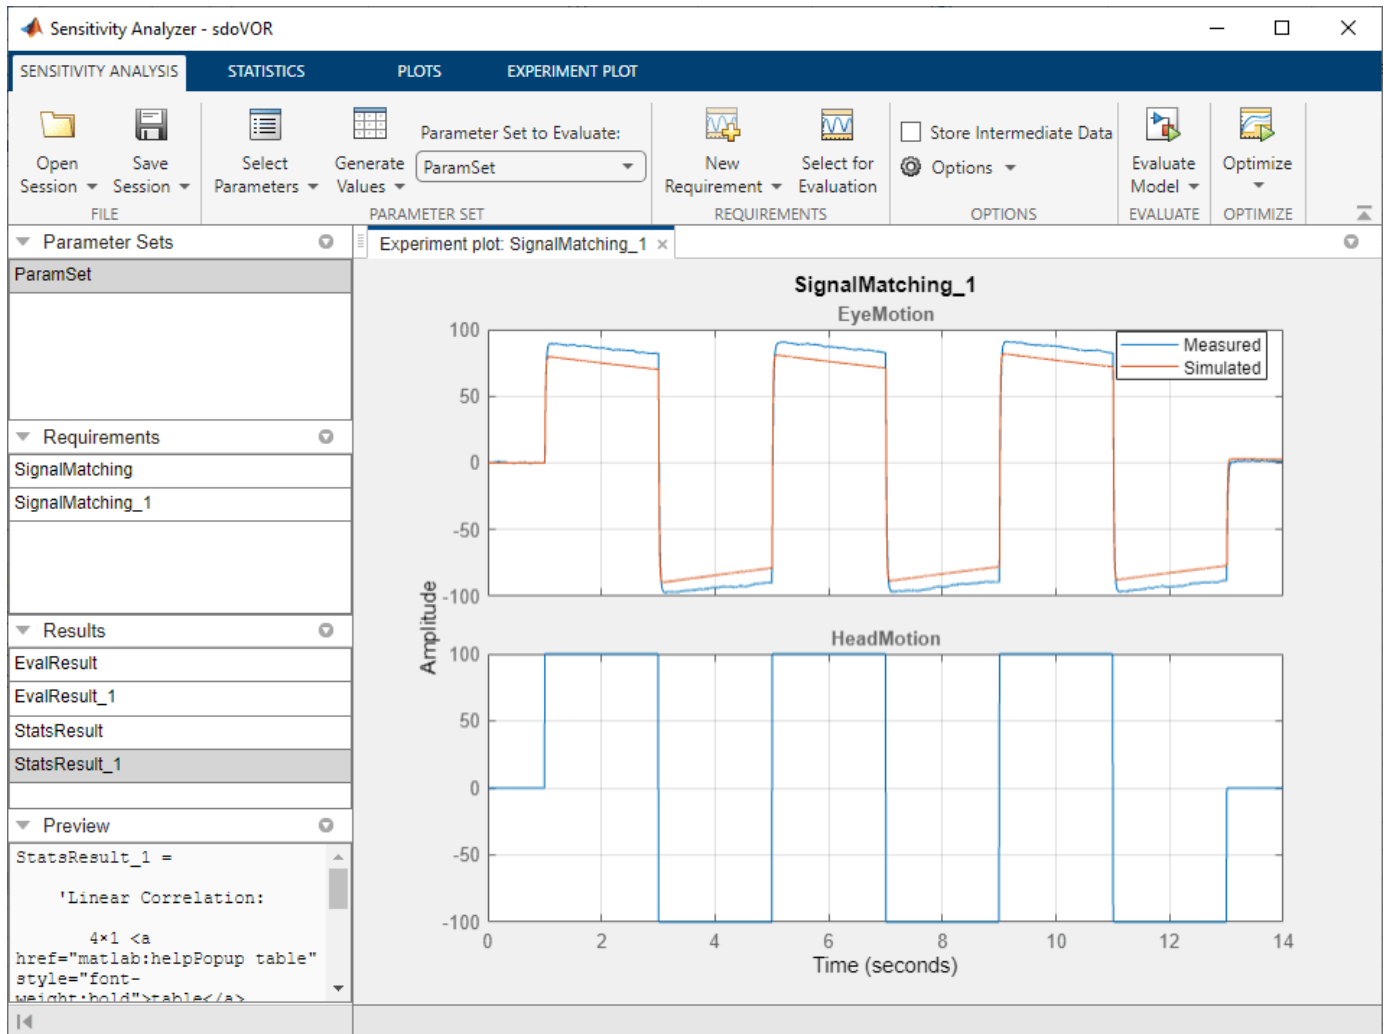 Sensitivity Analyzer - sdoVOR
SENSITIVITY ANALYSIS
STATISTICS
PLOTS
EXPERIMENT PLOT
Open
Session
Save
Session
FILE
Select
Parameters
Generate
Values
Parameter Set to Evaluate:
ParamSet
PARAMETER SET
New
Requirement
Select for
Evaluation
REQUIREMENTS
Store Intermediate Data
Options
OPTIONS
Evaluate
Model
EVALUATE
Optimize
OPTIMIZE
Parameter Sets
ParamSet
Requirements
SignalMatching
SignalMatching_1
Results
EvalResult
EvalResult_1
StatsResult
StatsResult_1
Preview
StatsResult_1 =
'Linear Correlation:
4×1 <a
href="matlab:helpPopup table"
style="font-
weight:bold">table</a>
Experiment plot: SignalMatching_1
SignalMatching_1
EyeMotion
100
50
0
-50
-100
Measured
Simulated
Amplitude
HeadMotion
100
50
0
-50
-100
0 2 4 6 8 10 12 14
Time (seconds)